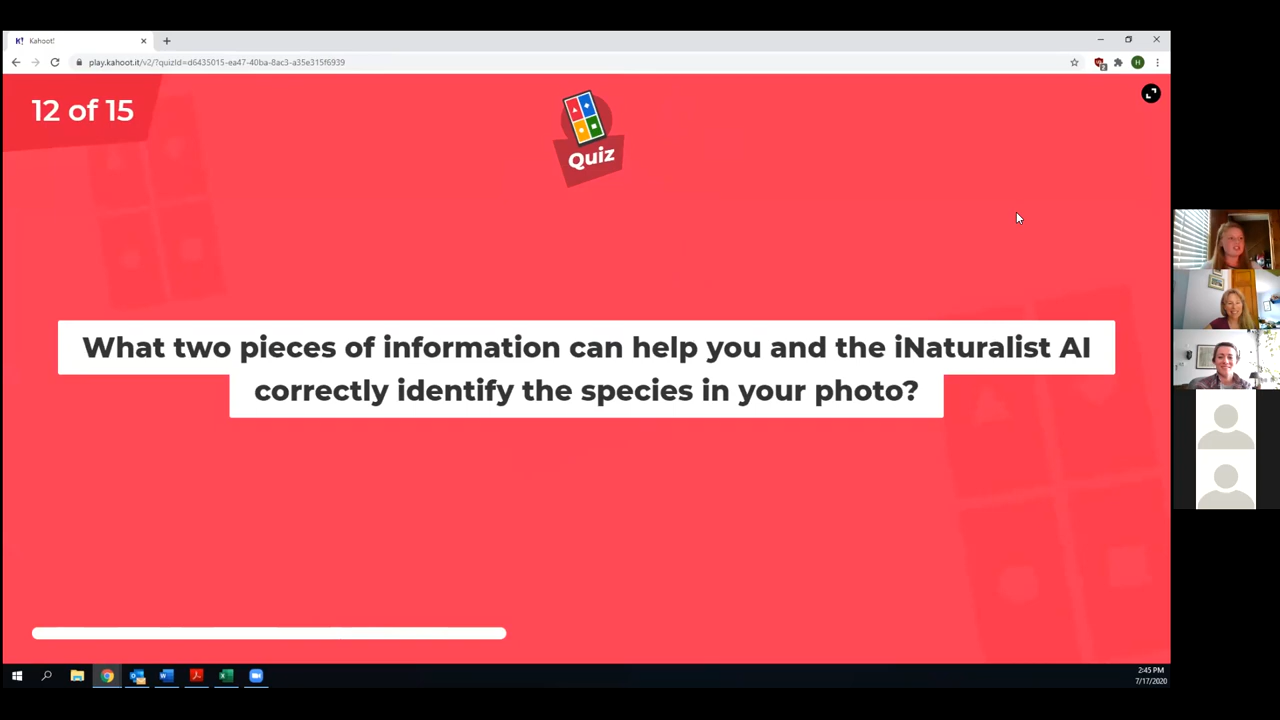 Kahoot!
play.kahoot.it/v2/?quizId=d6435015-ea47-40ba-8ac3-a35e315f6939
H
12 of 15
Quiz
What two pieces of information can help you and the iNaturalist AI
correctly identify the species in your photo?
2:45 PM
7/17/2020